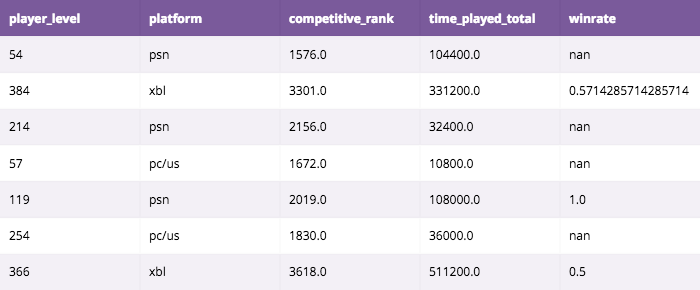 player_level platform competitive_rank time_played_total winrate
54 psn 1576.0 104400.0 nan
384 xbl 3301.0 331200.0 0.5714285714285714
214 psn 2156.0 32400.0 nan
57 pc/us 1672.0 10800.0 nan
119 psn 2019.0 108000.0 1.0
254 pc/us 1830.0 36000.0 nan
366 xbl 3618.0 511200.0 0.5